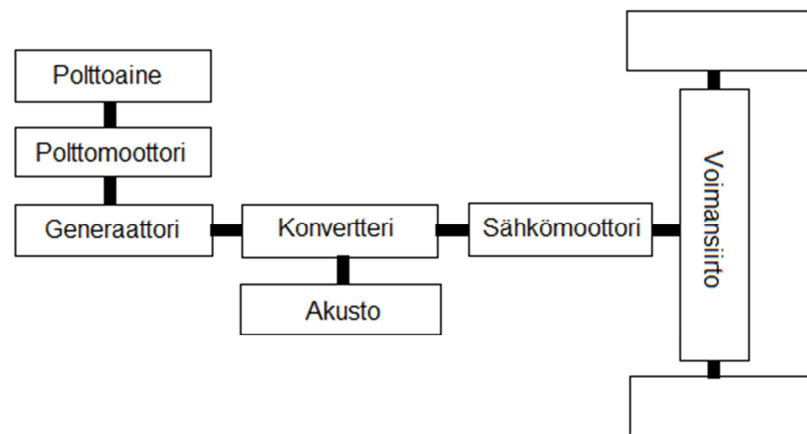 Polttoaine
Polttomoottori
Generaattori
Konvertteri
Sähkömoottori
Akusto
Voimansiirto